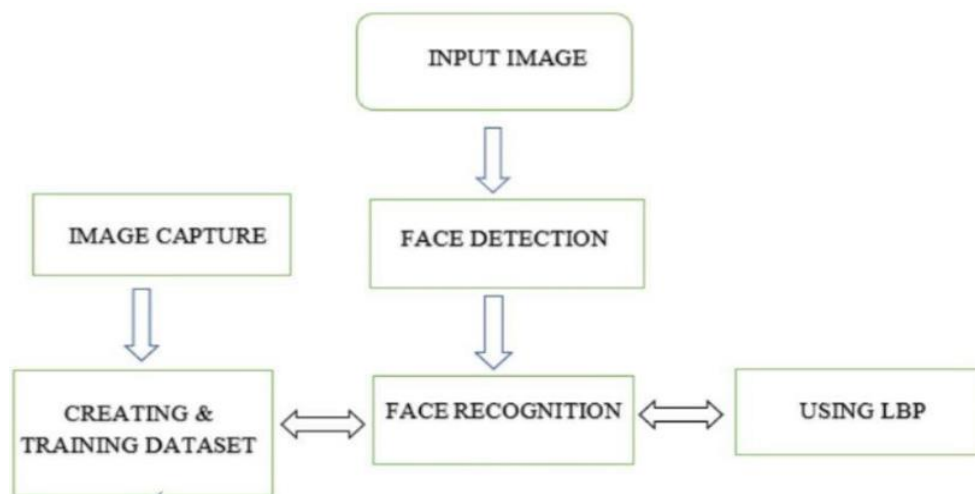 INPUT IMAGE
IMAGE CAPTURE
FACE DETECTION
CREATING &
TRAINING DATASET
FACE RECOGNITION
USING LBP